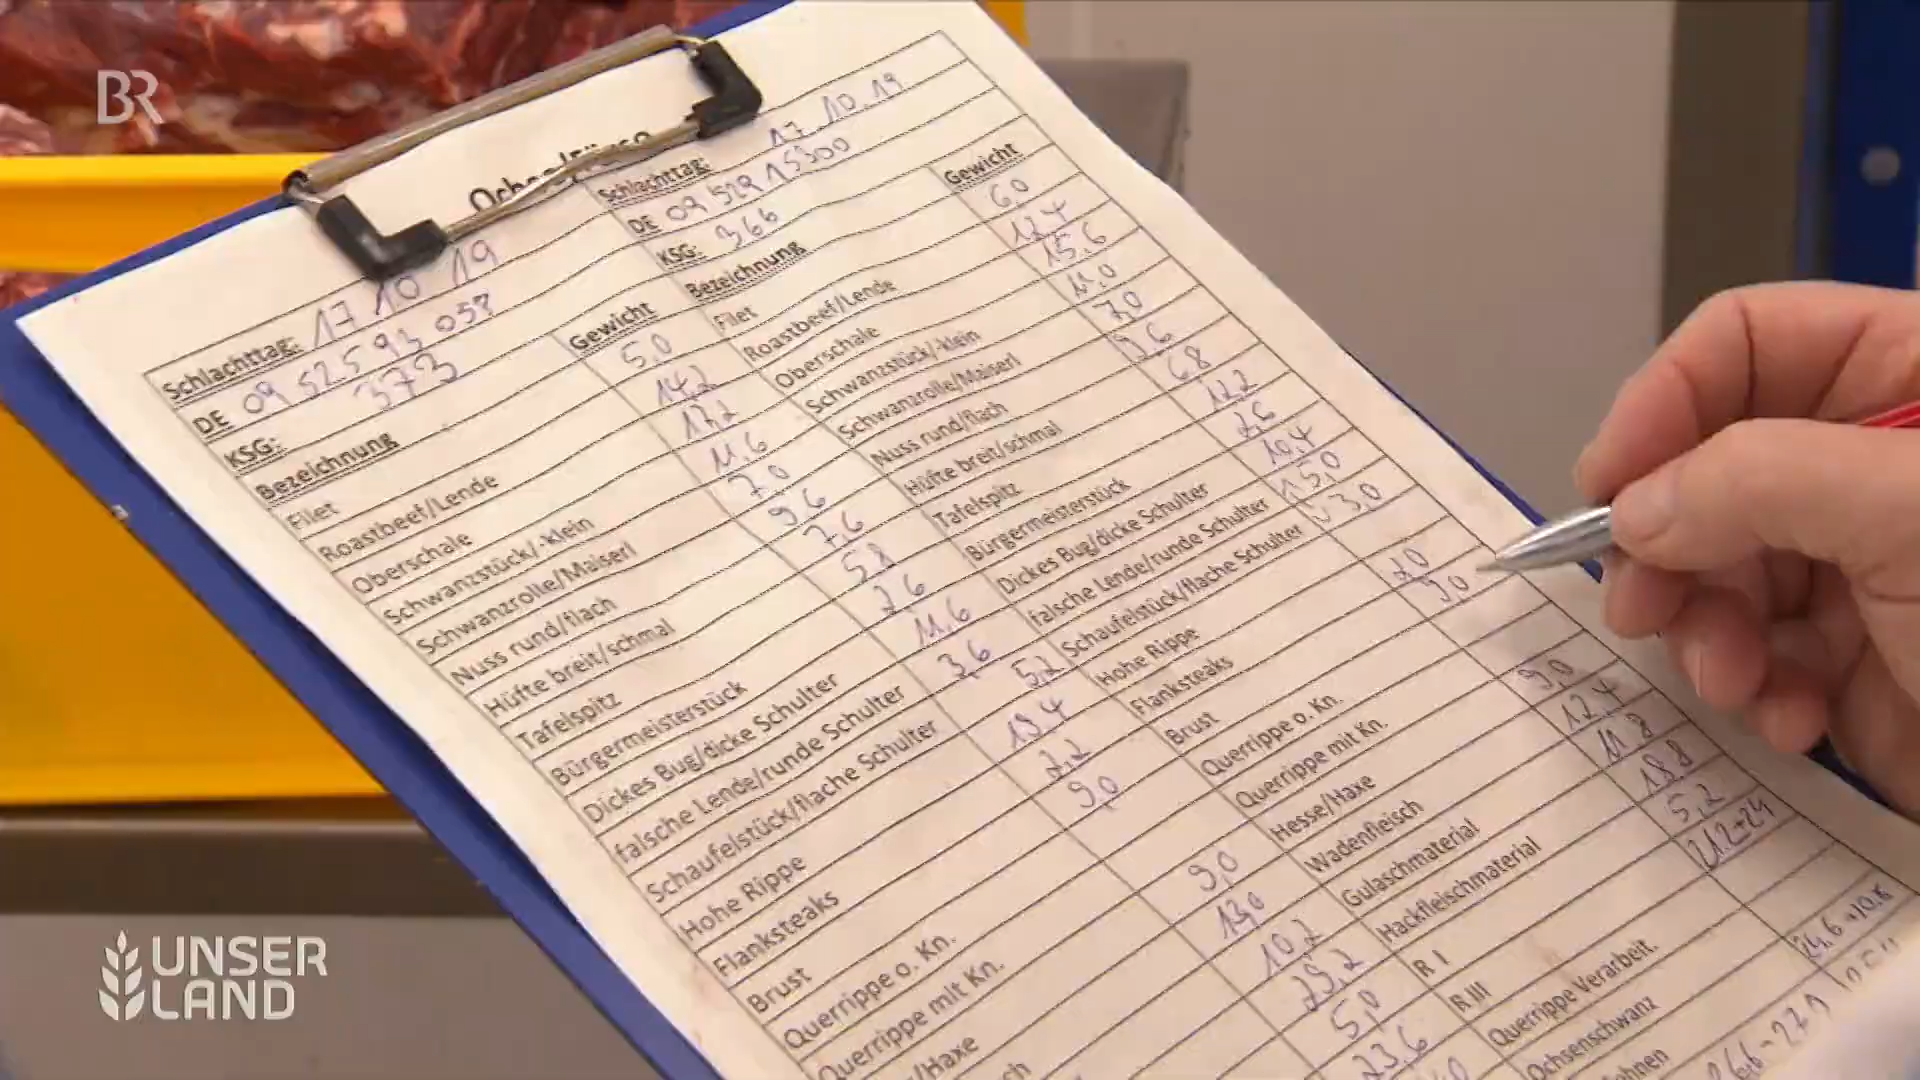 BR
Schlachttag: 17 10 19
DE 09 525 93 057
KSG: 373
Bezeichnung Gewicht
Filet 5,0
Roastbeef/Lende 14,2
Oberschale 17,2
Schwanzstück/-klein 11,6
Schwanzrolle/Maiserl 7,0
Nuss rund/flach 9,6
Hüfte breit/schmal 7,6
Tafelspitz 5,8
Bürgermeisterstück 2,6
Dickes Bug/dicke Schulter 11,6
falsche Lende/runde Schulter 3,6
Schaufelstück/flache Schulter 5,2
Hohe Rippe 19,4
Flanksteaks 2,2
Brust 9,0
Querrippe o. Kn.
Querrippe mit Kn.
/Haxe 9,0
13,0
10,2
29,2
5,0
23,6
Schlachttag: 17 10 19
DE 09 529 15300
KSG: 366
Bezeichnung Gewicht
Filet 6,0
Roastbeef/Lende 12,4
Oberschale 15,6
Schwanzstück/-klein 11,0
Schwanzrolle/Maiserl 7,0
Nuss rund/flach 9,6
Hüfte breit/schmal 6,8
Tafelspitz
Bürgermeisterstück 2,6
Dickes Bug/dicke Schulter 10,4
falsche Lende/runde Schulter
Schaufelstück/flache Schulter
Hohe Rippe
Flanksteaks 2,0
Brust 9,0
Querrippe o. Kn.
Querrippe mit Kn.
Hesse/Haxe 9,0
Wadenfleisch 12,4
Gulaschmaterial 11,8
Hackfleischmaterial 18,8
R I 5,2
R III
Querrippe Verarbeit.
Ochsenschwanz
UNSER
LAND